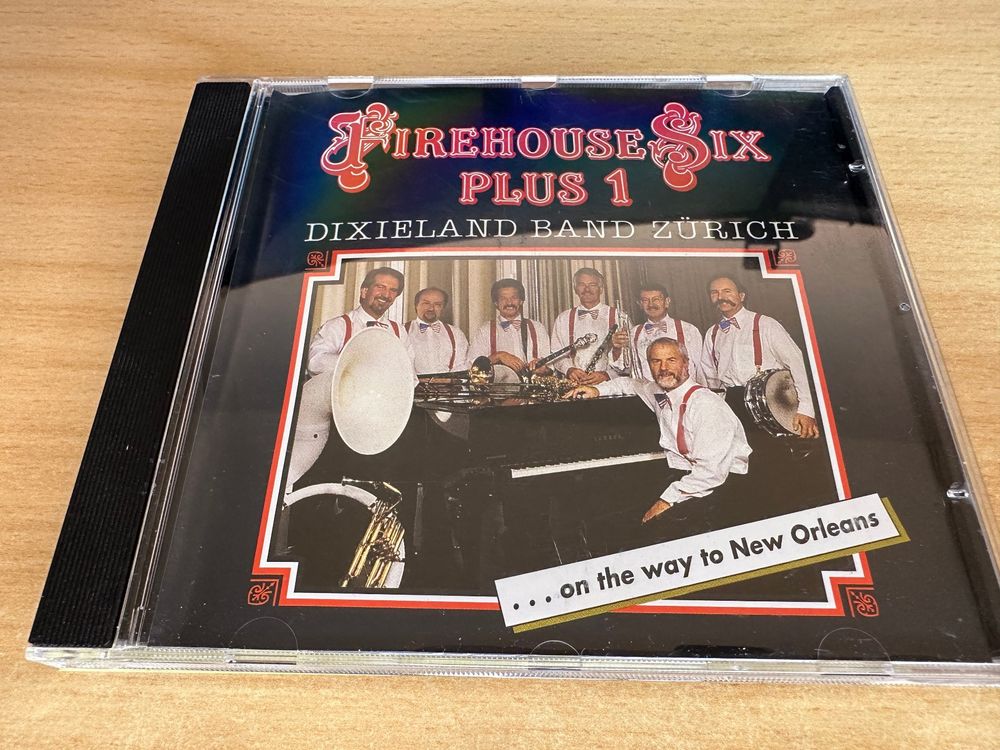 FIREHOUSE SIX
PLUS 1
DIXIELAND BAND ZÜRICH
...on the way to New Orleans